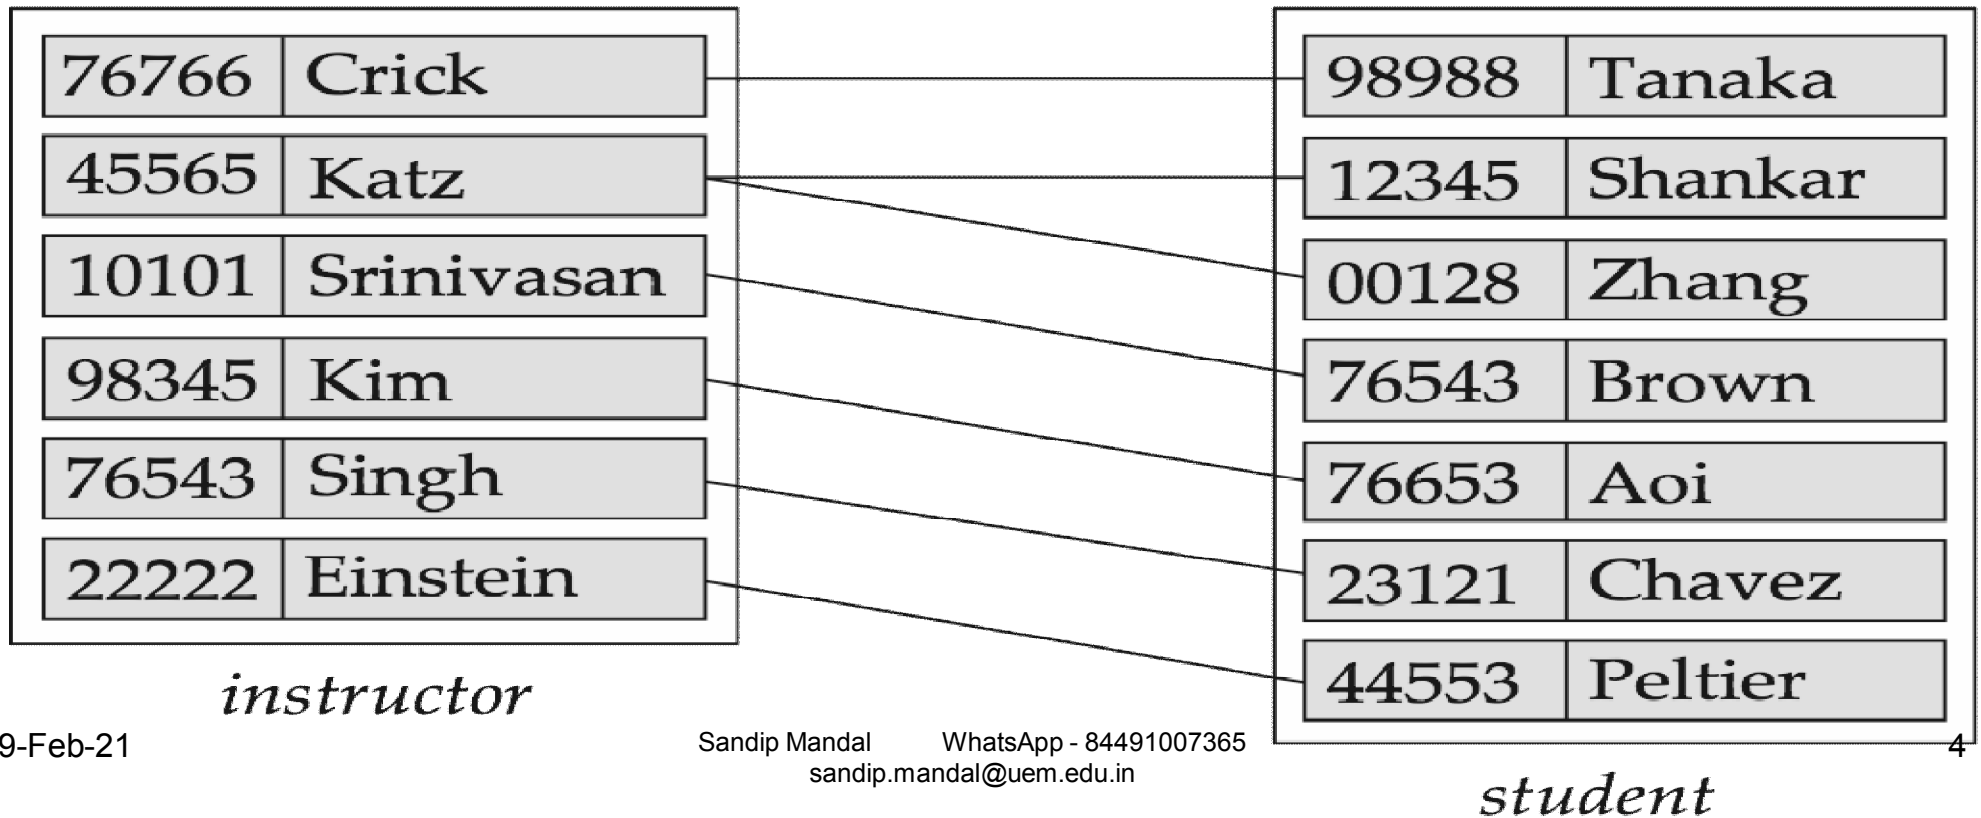 76766 Crick
45565 Katz
10101 Srinivasan
98345 Kim
76543 Singh
22222 Einstein
instructor
98988 Tanaka
12345 Shankar
00128 Zhang
76543 Brown
76653 Aoi
23121 Chavez
44553 Peltier
student
9-Feb-21
Sandip Mandal WhatsApp - 84491007365
sandip.mandal@uem.edu.in
4